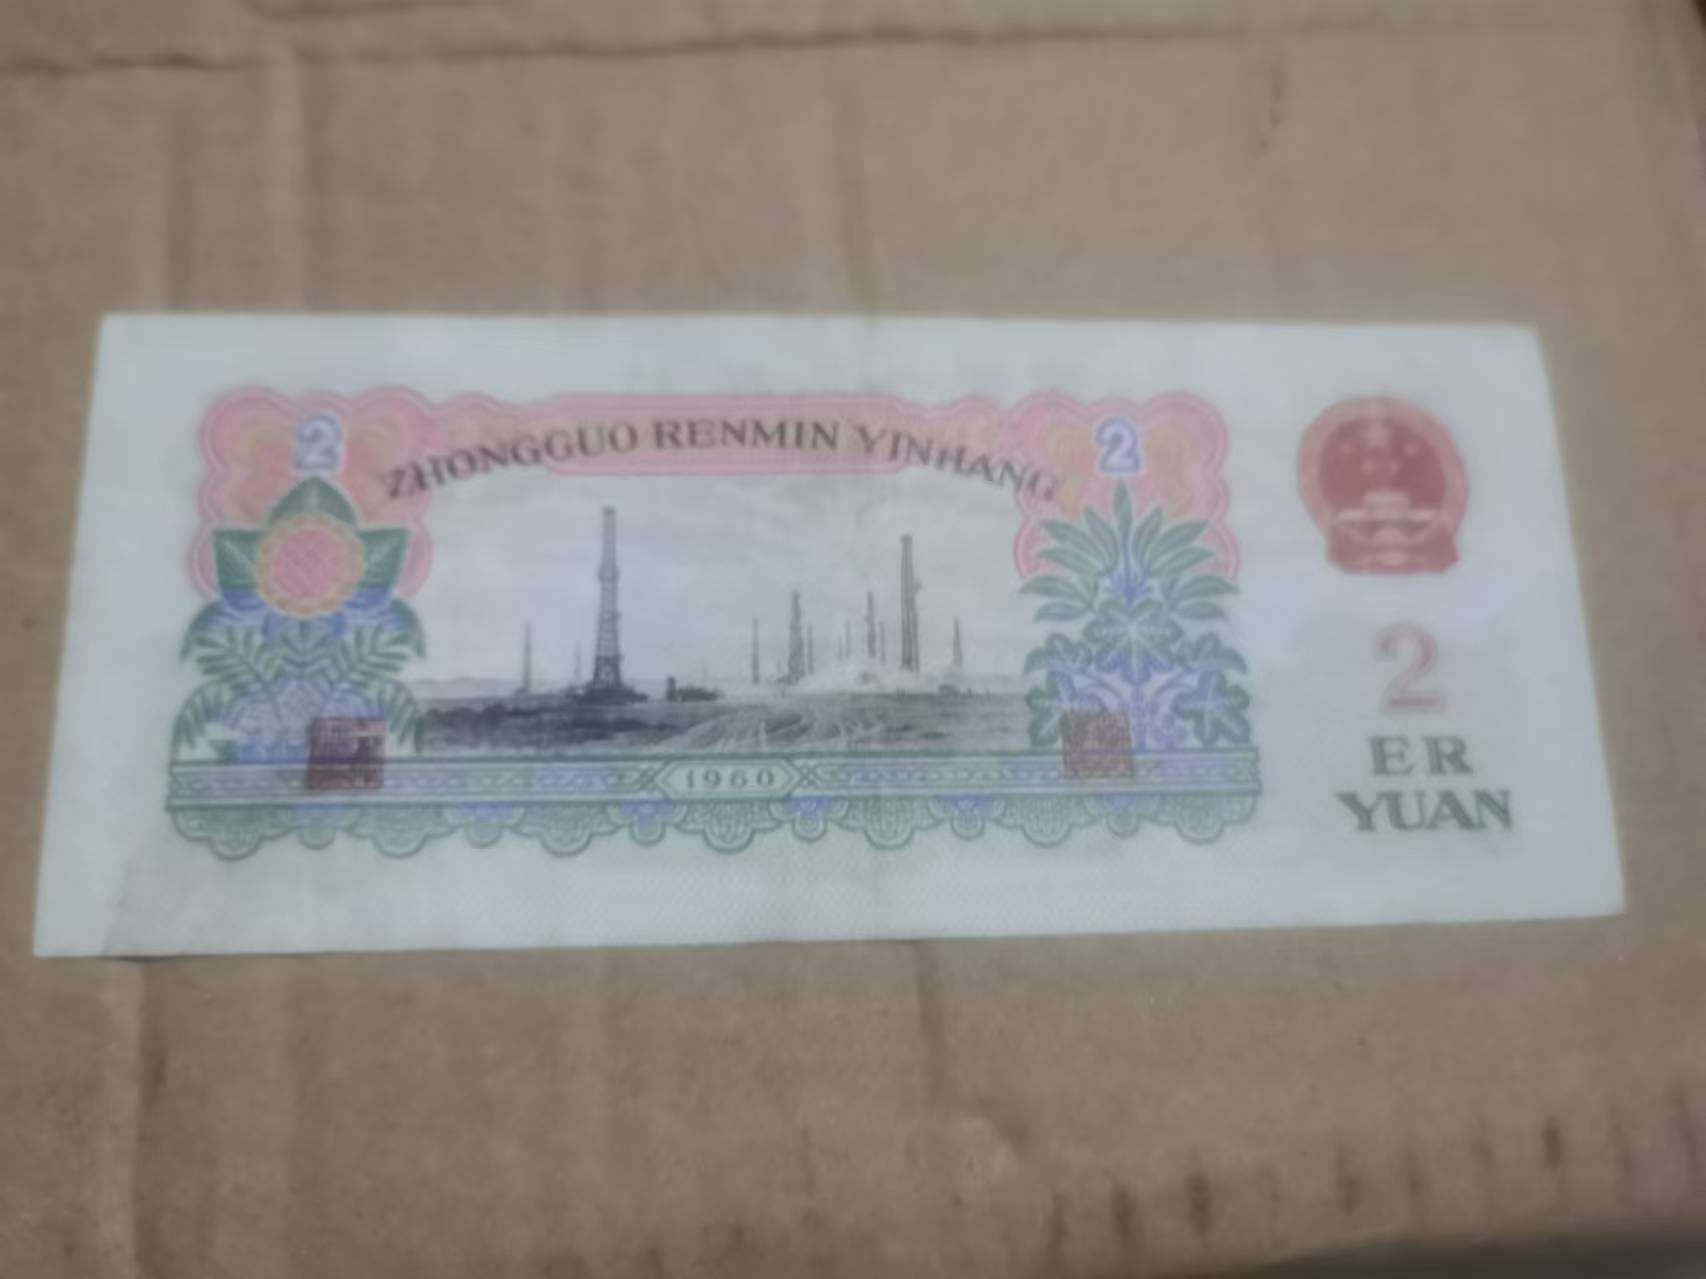 ZHONGGUO RENMIN YINHANG
2
2
1960
2
ER
YUAN